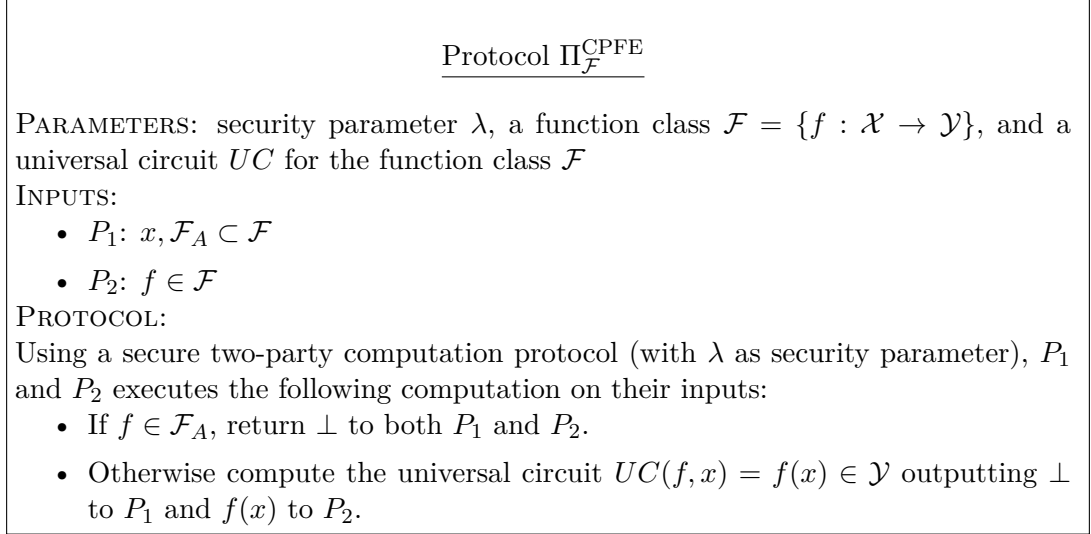 Protocol Π_ℱ^CPFE
PARAMETERS: security parameter λ, a function class ℱ = {f : 𝒳 → 𝒴}, and a
universal circuit UC for the function class ℱ
INPUTS:
• P₁: x, ℱ_A ⊂ ℱ
• P₂: f ∈ ℱ
PROTOCOL:
Using a secure two-party computation protocol (with λ as security parameter), P₁
and P₂ executes the following computation on their inputs:
• If f ∈ ℱ_A, return ⊥ to both P₁ and P₂.
• Otherwise compute the universal circuit UC(f, x) = f(x) ∈ 𝒴 outputting ⊥
to P₁ and f(x) to P₂.